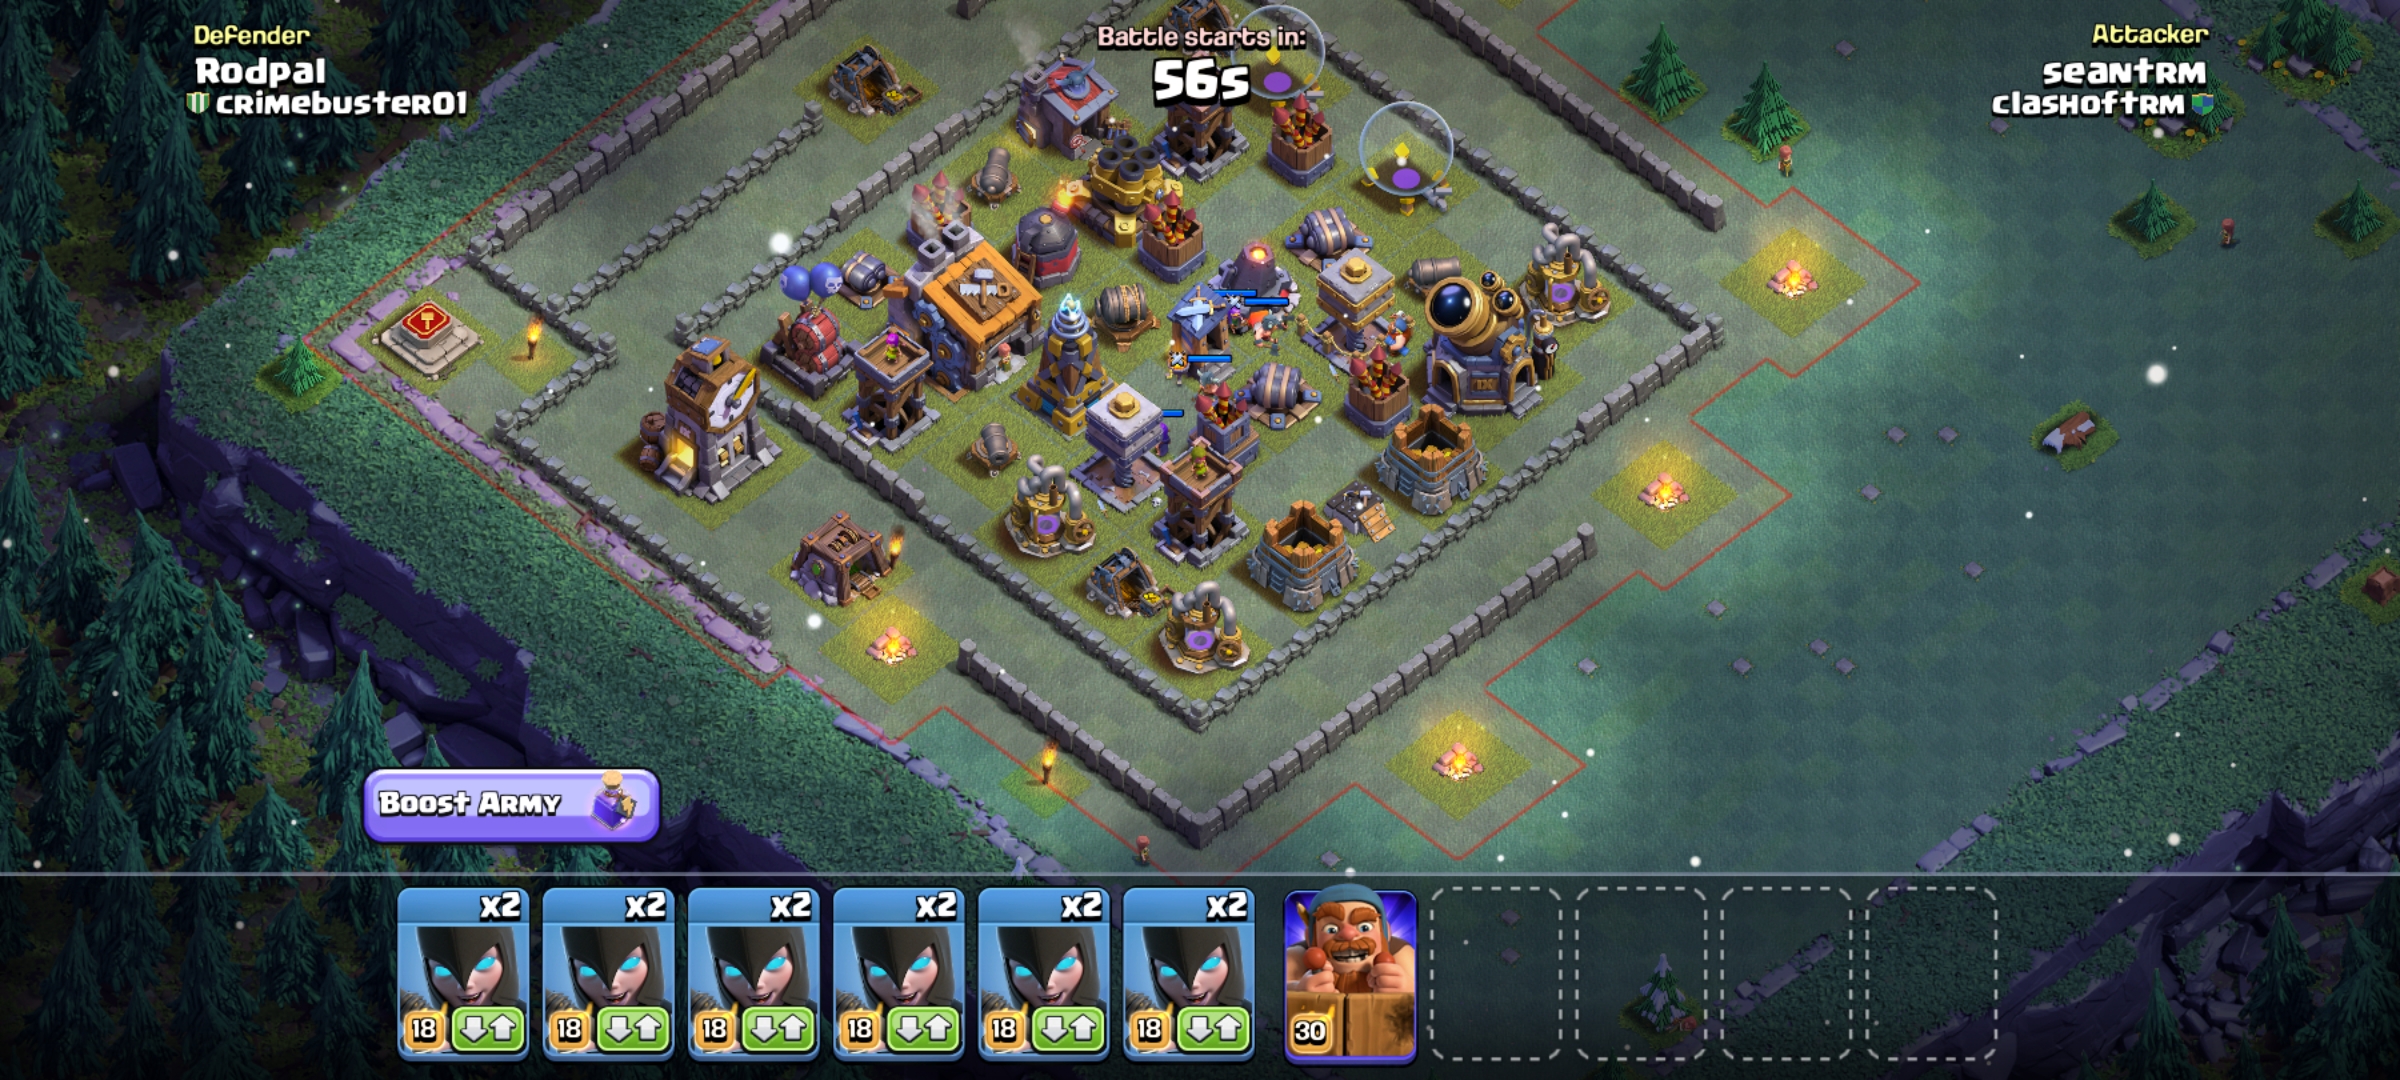 Defender
Rodpal
crimebuster01
Battle starts in:
56s
Attacker
seantRM
clashoftRM
Boost Army
x2
x2
x2
x2
x2
x2
18
18
18
18
18
18
30